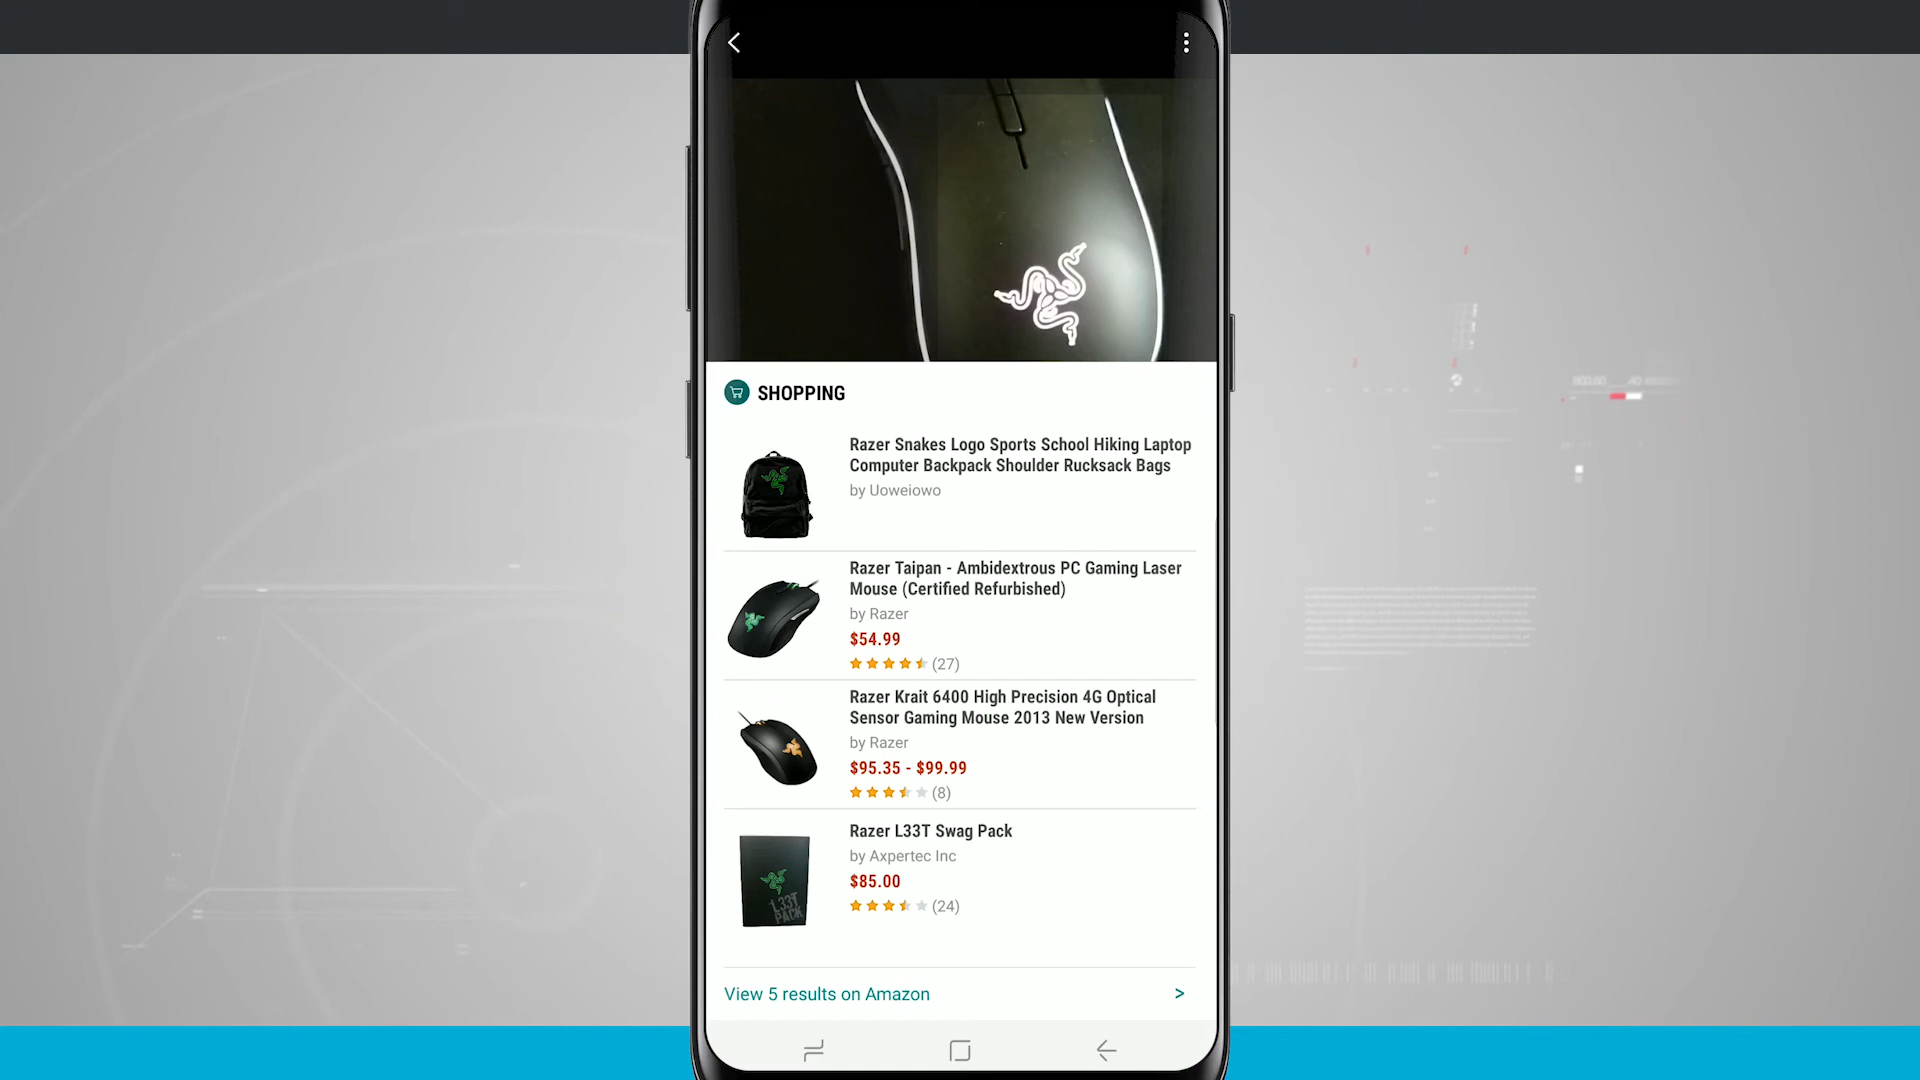 SHOPPING
Razer Snakes Logo Sports School Hiking Laptop
Computer Backpack Shoulder Rucksack Bags
by Uoweiowo
Razer Taipan - Ambidextrous PC Gaming Laser
Mouse (Certified Refurbished)
by Razer
$54.99
(27)
Razer Krait 6400 High Precision 4G Optical
Sensor Gaming Mouse 2013 New Version
by Razer
$95.35 - $99.99
(8)
L33T
PACK
Razer L33T Swag Pack
by Axpertec Inc
$85.00
(24)
View 5 results on Amazon >